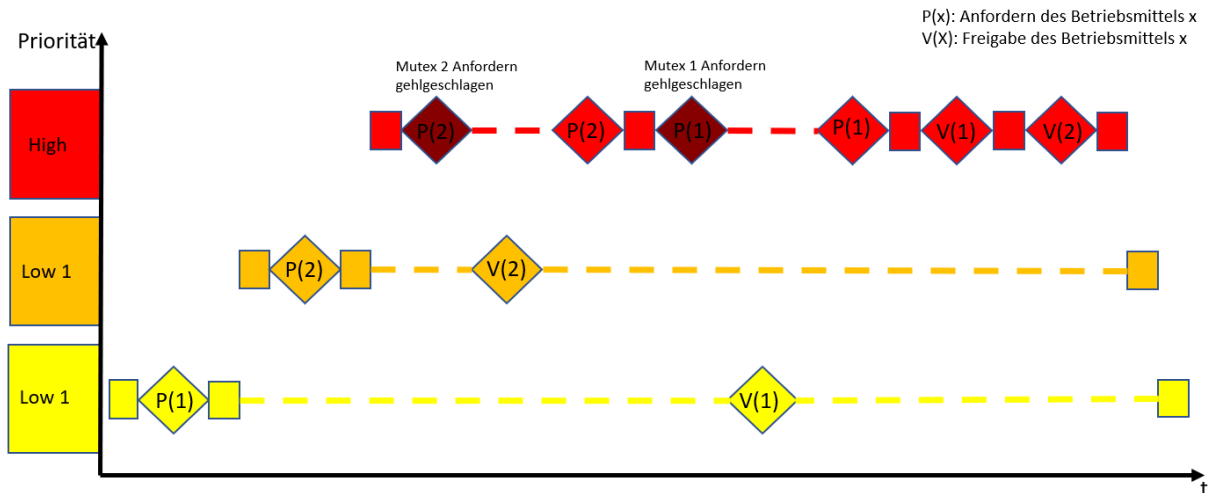 P(x): Anfordern des Betriebsmittels x
V(X): Freigabe des Betriebsmittels x
Priorität
Mutex 2 Anfordern
gehlgeschlagen
Mutex 1 Anfordern
gehlgeschlagen
High
P(2)
P(2)
P(1)
P(1)
V(1)
V(2)
Low 1
P(2)
V(2)
Low 1
P(1)
V(1)
t